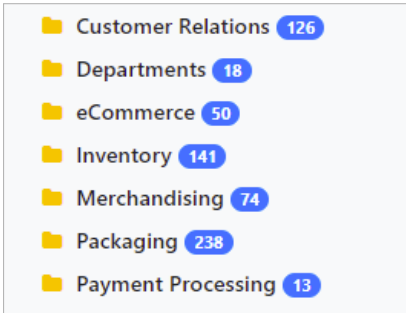 Customer Relations 126
Departments 18
eCommerce 50
Inventory 141
Merchandising 74
Packaging 238
Payment Processing 13